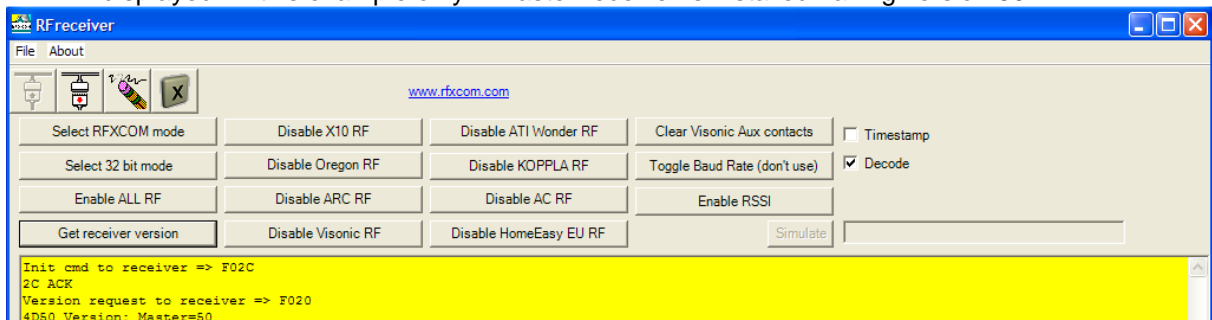 RFreceiver
File About
www.rfxcom.com
Select RFXCOM mode Disable X10 RF Disable ATI Wonder RF Clear Visonic Aux contacts Timestamp
Select 32 bit mode Disable Oregon RF Disable KOPPLA RF Toggle Baud Rate (don't use) Decode
Enable ALL RF Disable ARC RF Disable AC RF Enable RSSI
Get receiver version Disable Visonic RF Disable HomeEasy EU RF Simulate
Init cmd to receiver => F02C
2C ACK
Version request to receiver => F020
4D50 Version: Master=50